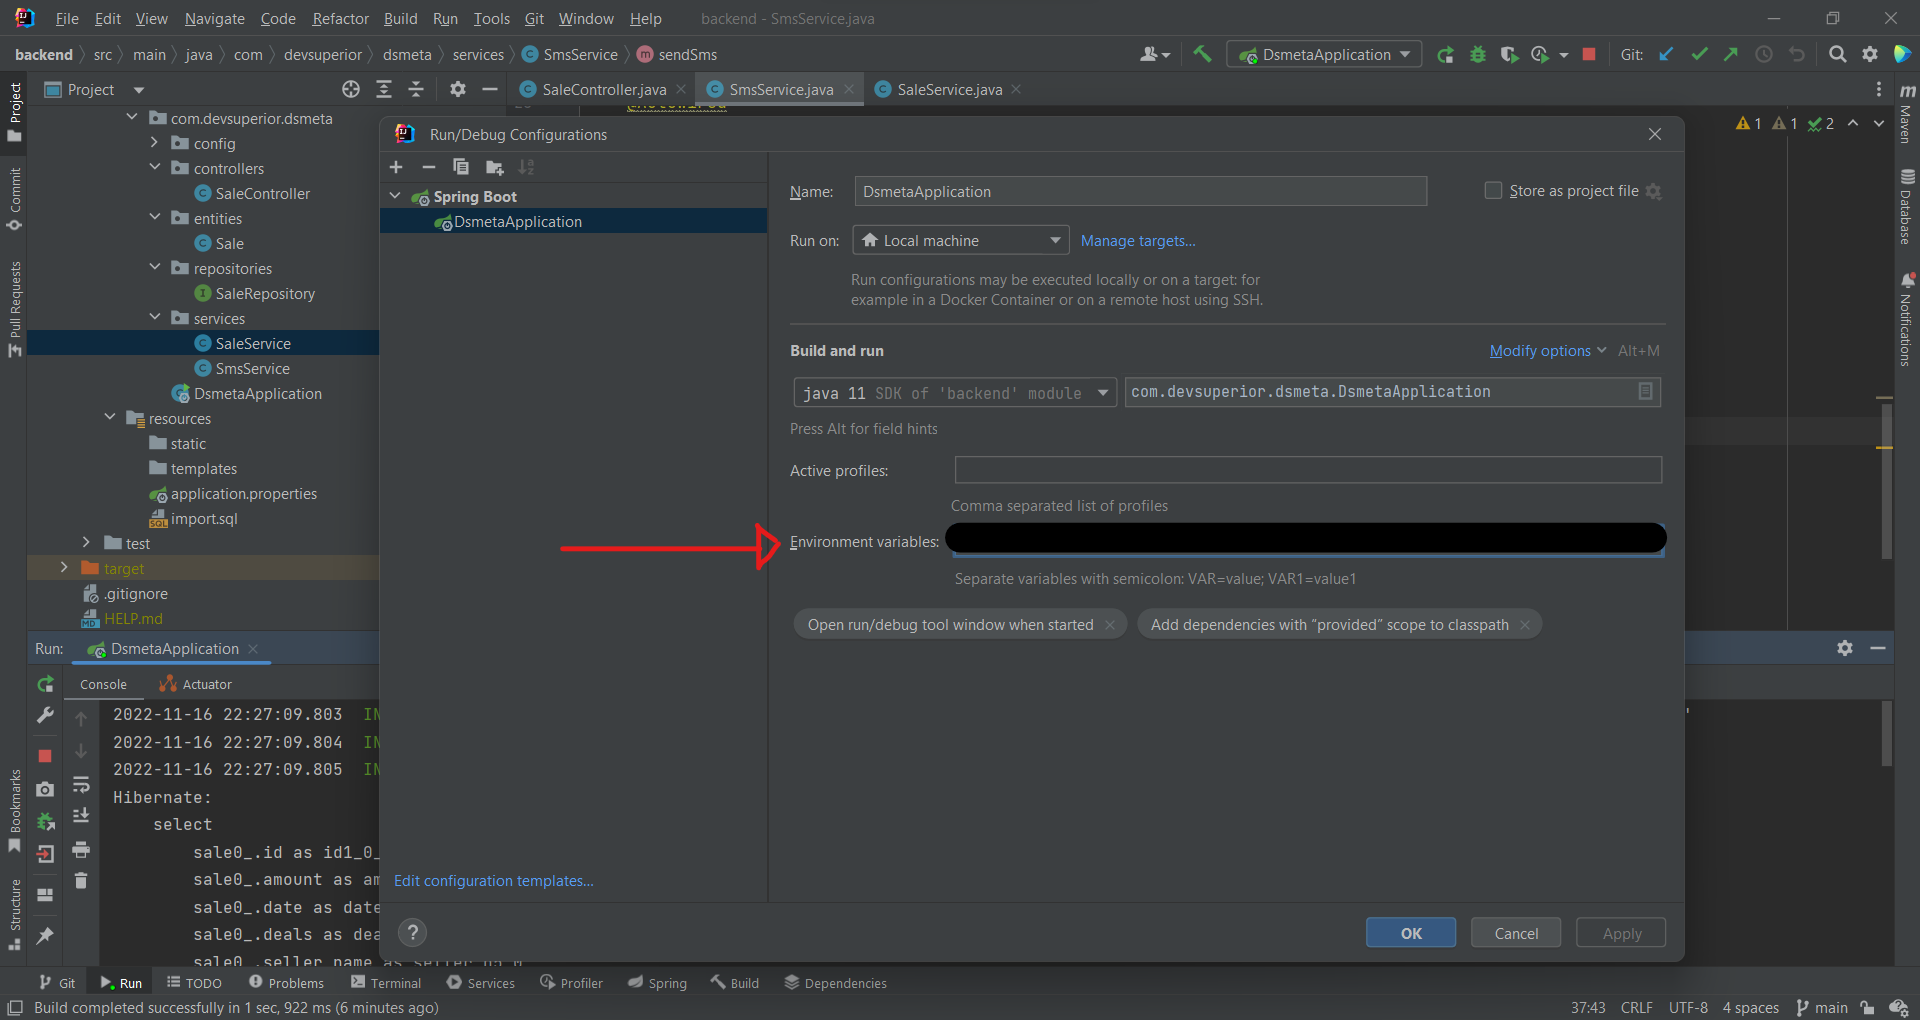 File Edit View Navigate Code Refactor Build Run Tools Git Window Help backend - SmsService.java
backend src main java com devsuperior dsmeta services SmsService sendSms
DsmetaApplication
Git:
Project
SaleController.java
SmsService.java
SaleService.java
com.devsuperior.dsmeta
config
controllers
SaleController
entities
Sale
repositories
SaleRepository
services
SaleService
SmsService
DsmetaApplication
resources
static
templates
application.properties
import.sql
test
target
.gitignore
HELP.md
Project
Commit
Pull Requests
Bookmarks
Structure
1 1 2
Maven
Database
Notifications
Run/Debug Configurations
Spring Boot
DsmetaApplication
Edit configuration templates...
Name: DsmetaApplication
Store as project file
Run on: Local machine
Manage targets...
Run configurations may be executed locally or on a target: for
example in a Docker Container or on a remote host using SSH.
Build and run
Modify options Alt+M
java 11 SDK of 'backend' module
com.devsuperior.dsmeta.DsmetaApplication
Press Alt for field hints
Active profiles:
Comma separated list of profiles
Environment variables:
Separate variables with semicolon: VAR=value; VAR1=value1
Open run/debug tool window when started
Add dependencies with “provided” scope to classpath
OK
Cancel
Apply
Run: DsmetaApplication
Console
Actuator
2022-11-16 22:27:09.803
2022-11-16 22:27:09.804
2022-11-16 22:27:09.805
Hibernate:
select
sale0_.id as id1_0_
sale0_.amount as am
sale0_.date as date
sale0_.deals as dea
sale0_.seller_name as
Git Run TODO Problems Terminal Services Profiler Spring Build Dependencies
Build completed successfully in 1 sec, 922 ms (6 minutes ago)
37:43 CRLF UTF-8 4 spaces main